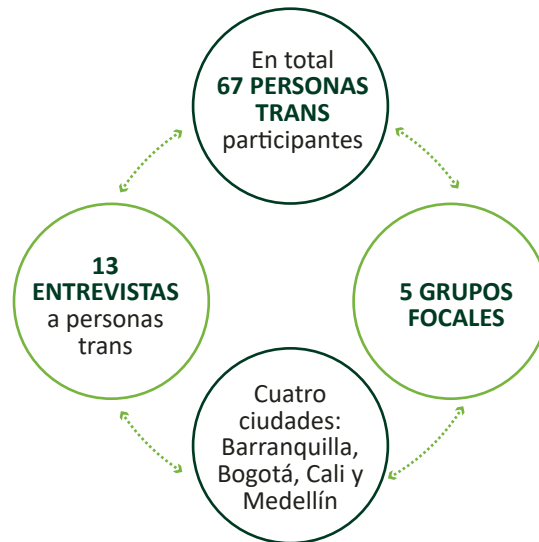 En total
67 PERSONAS
TRANS
participantes
13
ENTREVISTAS
a personas
trans
5 GRUPOS
FOCALES
Cuatro
ciudades:
Barranquilla,
Bogotá, Cali y
Medellín